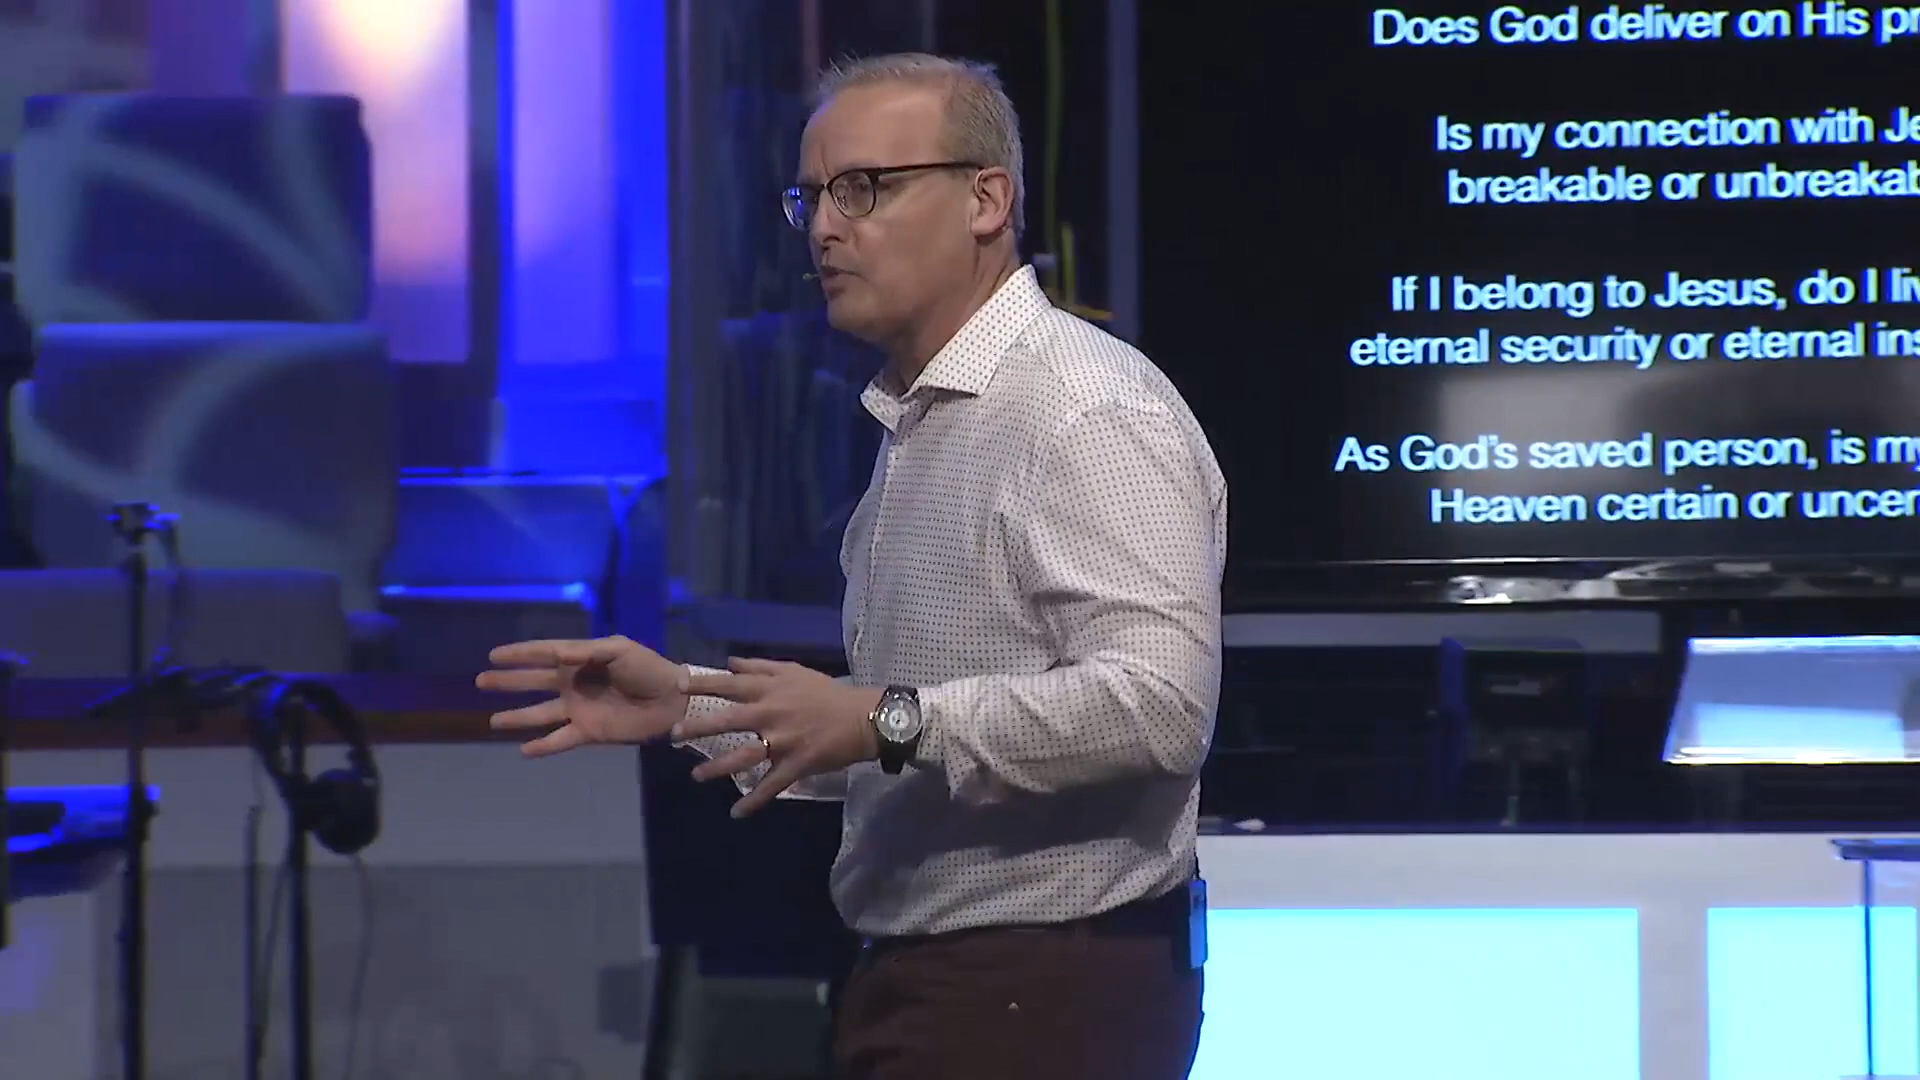 Does God deliver on His
Is my connection with
breakable or
If I belong to Jesus, do I
eternal security or eternal
As God's saved person, is
Heaven certain or